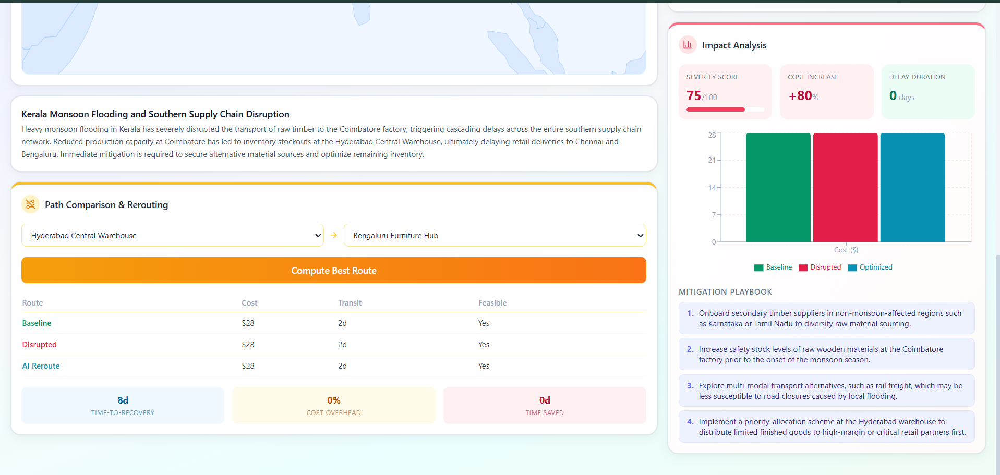 Kerala Monsoon Flooding and Southern Supply Chain Disruption
Heavy monsoon flooding in Kerala has severely disrupted the transport of raw timber to the Coimbatore factory, triggering cascading delays across the entire southern supply chain
network. Reduced production capacity at Coimbatore has led to inventory stockouts at the Hyderabad Central Warehouse, ultimately delaying retail deliveries to Chennai and
Bengaluru. Immediate mitigation is required to secure alternative material sources and optimize remaining inventory.
Path Comparison & Rerouting
Hyderabad Central Warehouse → Bengaluru Furniture Hub
Compute Best Route
Route Cost Transit Feasible
Baseline $28 2d Yes
Disrupted $28 2d Yes
AI Reroute $28 2d Yes
8d 0% 0d
TIME-TO-RECOVERY COST OVERHEAD TIME SAVED
Impact Analysis
SEVERITY SCORE COST INCREASE DELAY DURATION
75/100 +80% 0 days
28
21
14
7
0
Cost ($)
Baseline Disrupted Optimized
MITIGATION PLAYBOOK
1. Onboard secondary timber suppliers in non-monsoon-affected regions such
as Karnataka or Tamil Nadu to diversify raw material sourcing.
2. Increase safety stock levels of raw wooden materials at the Coimbatore
factory prior to the onset of the monsoon season.
3. Explore multi-modal transport alternatives, such as rail freight, which may be
less susceptible to road closures caused by local flooding.
4. Implement a priority-allocation scheme at the Hyderabad warehouse to
distribute limited finished goods to high-margin or critical retail partners first.